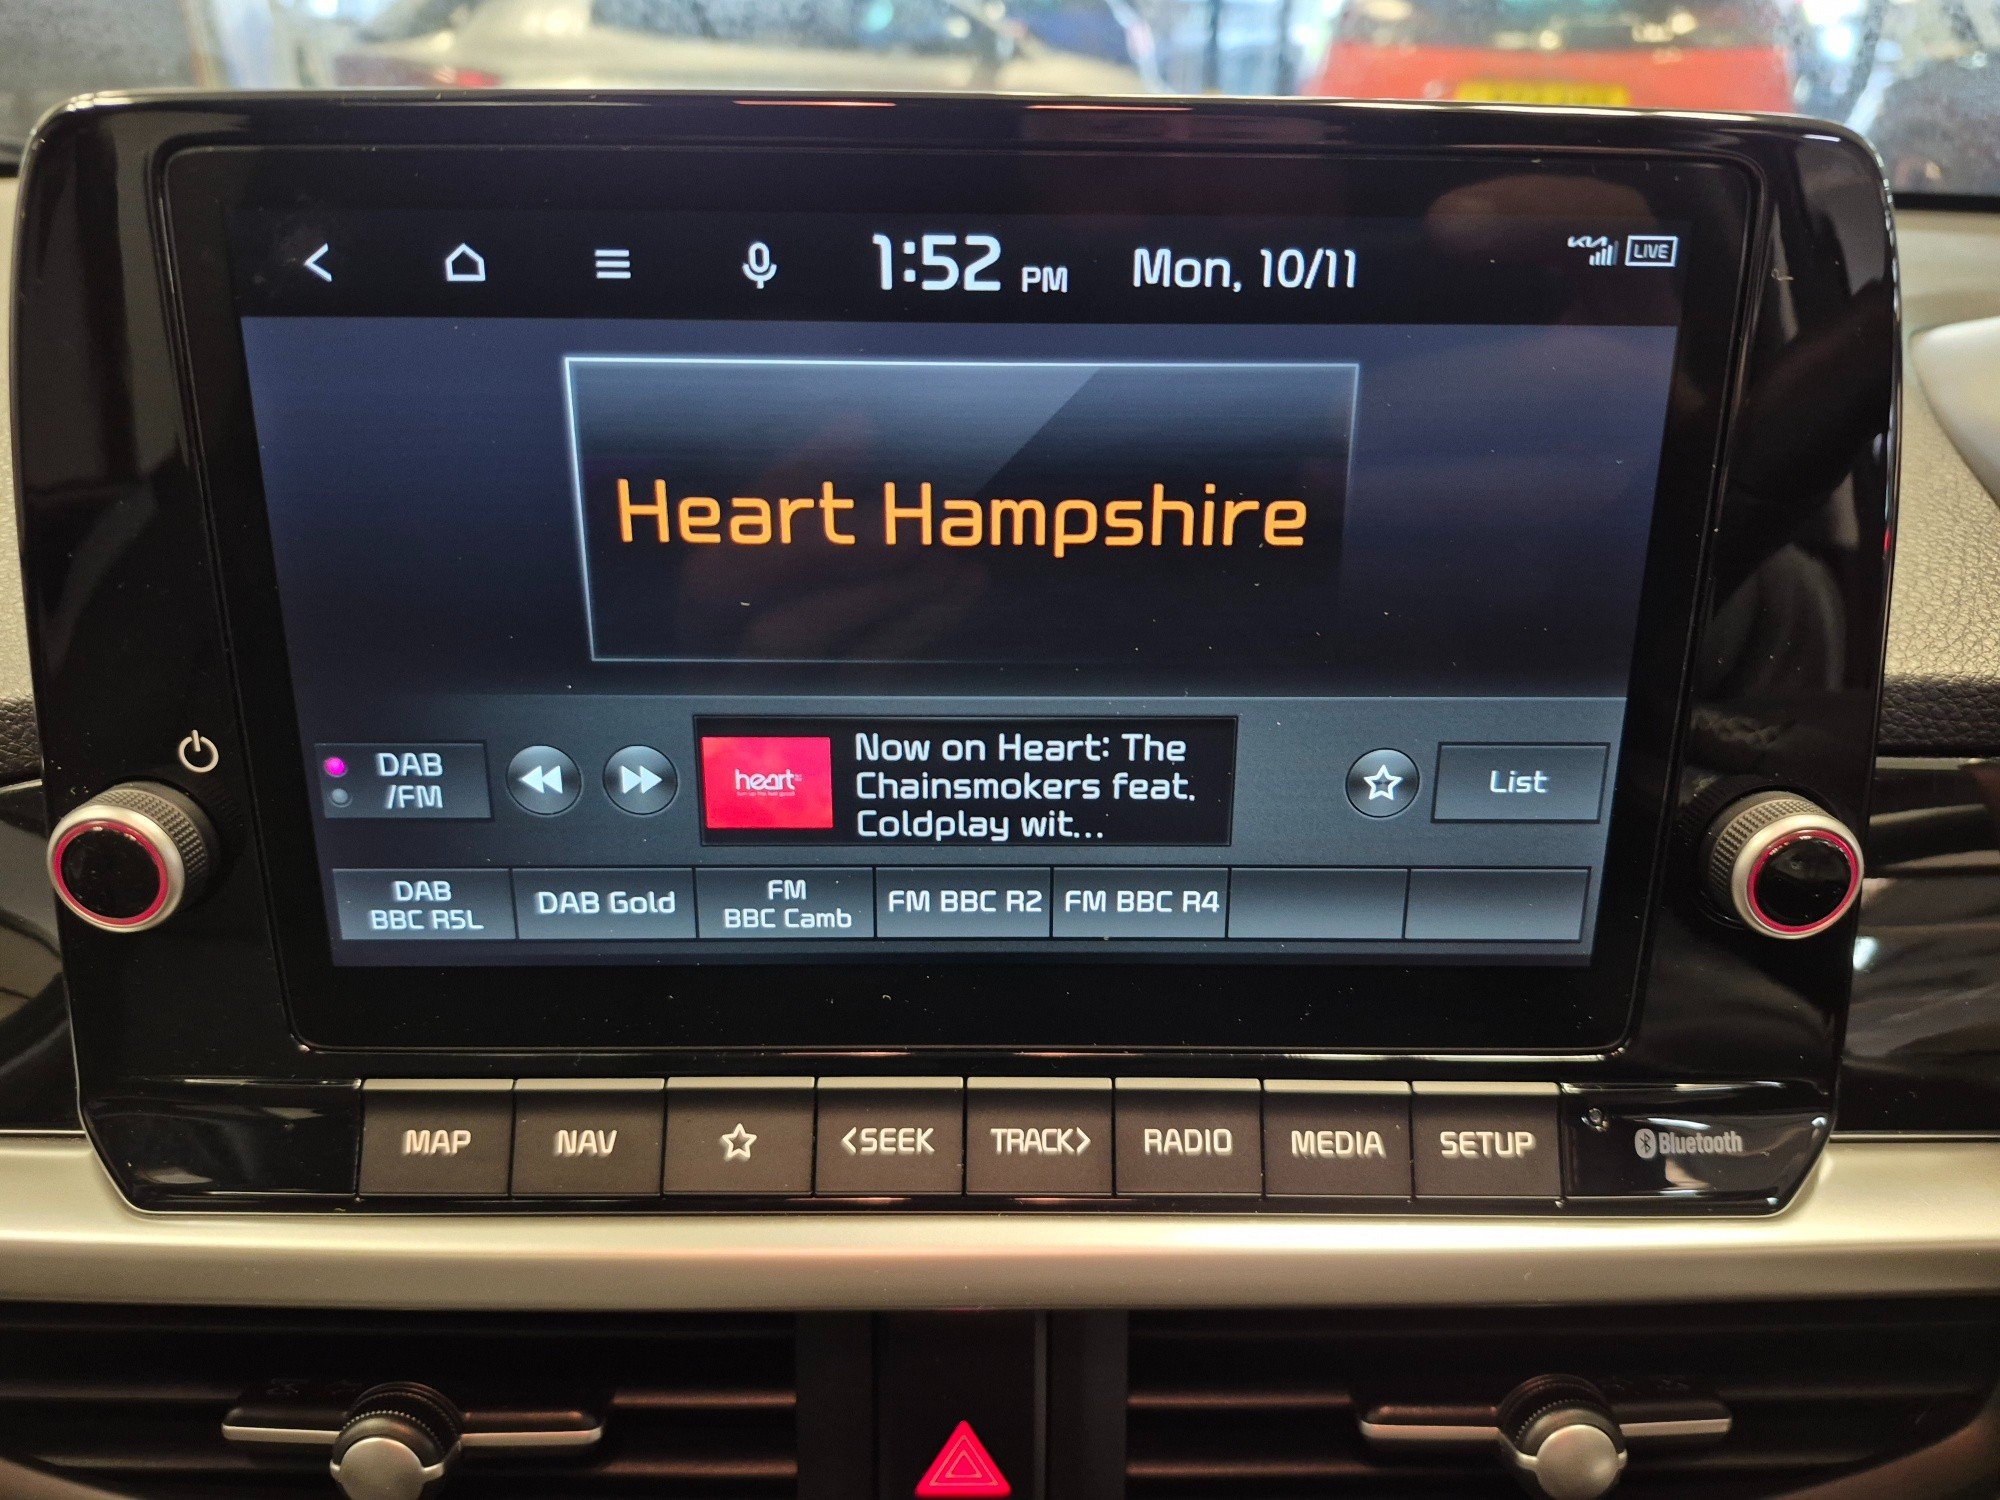 1:52 PM Mon, 10/11 KIA LIVE
Heart Hampshire
DAB
/FM
heart
Now on Heart: The
Chainsmokers feat.
Coldplay wit...
List
DAB
BBC R5L
DAB Gold
FM
BBC Camb
FM BBC R2
FM BBC R4
MAP NAV <SEEK TRACK> RADIO MEDIA SETUP Bluetooth